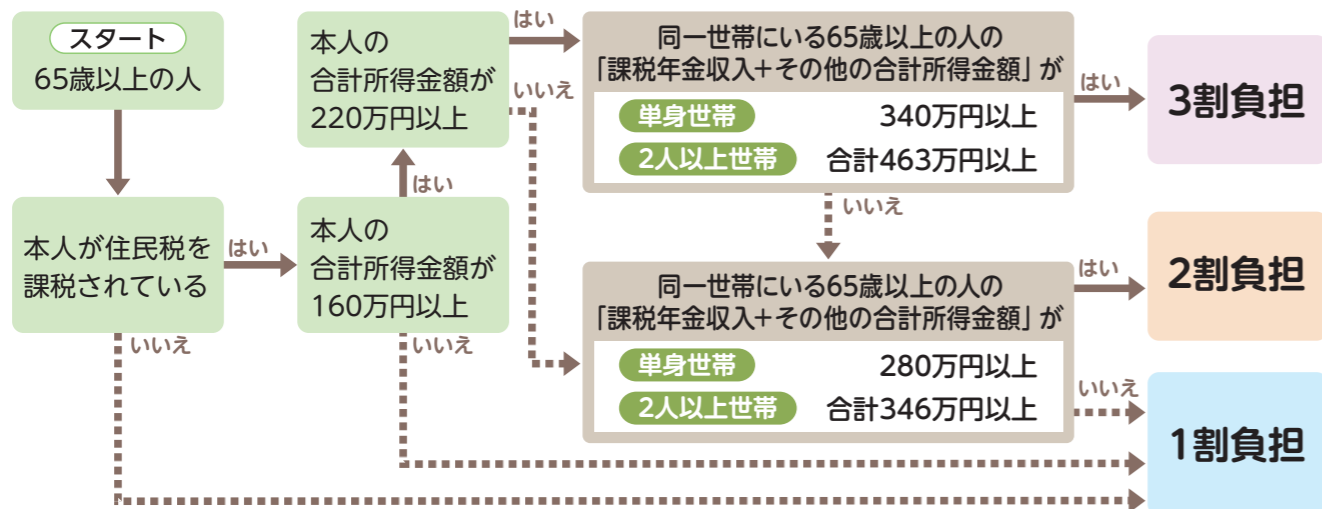 スタート
65歳以上の人
本人が住民税を
課税されている
はい
いいえ
本人の
合計所得金額が
160万円以上
はい
いいえ
本人の
合計所得金額が
220万円以上
はい
いいえ
同一世帯にいる65歳以上の人の
「課税年金収入+その他の合計所得金額」が
単身世帯 340万円以上
2人以上世帯 合計463万円以上
はい
いいえ
同一世帯にいる65歳以上の人の
「課税年金収入+その他の合計所得金額」が
単身世帯 280万円以上
2人以上世帯 合計346万円以上
はい
いいえ
3割負担
2割負担
1割負担